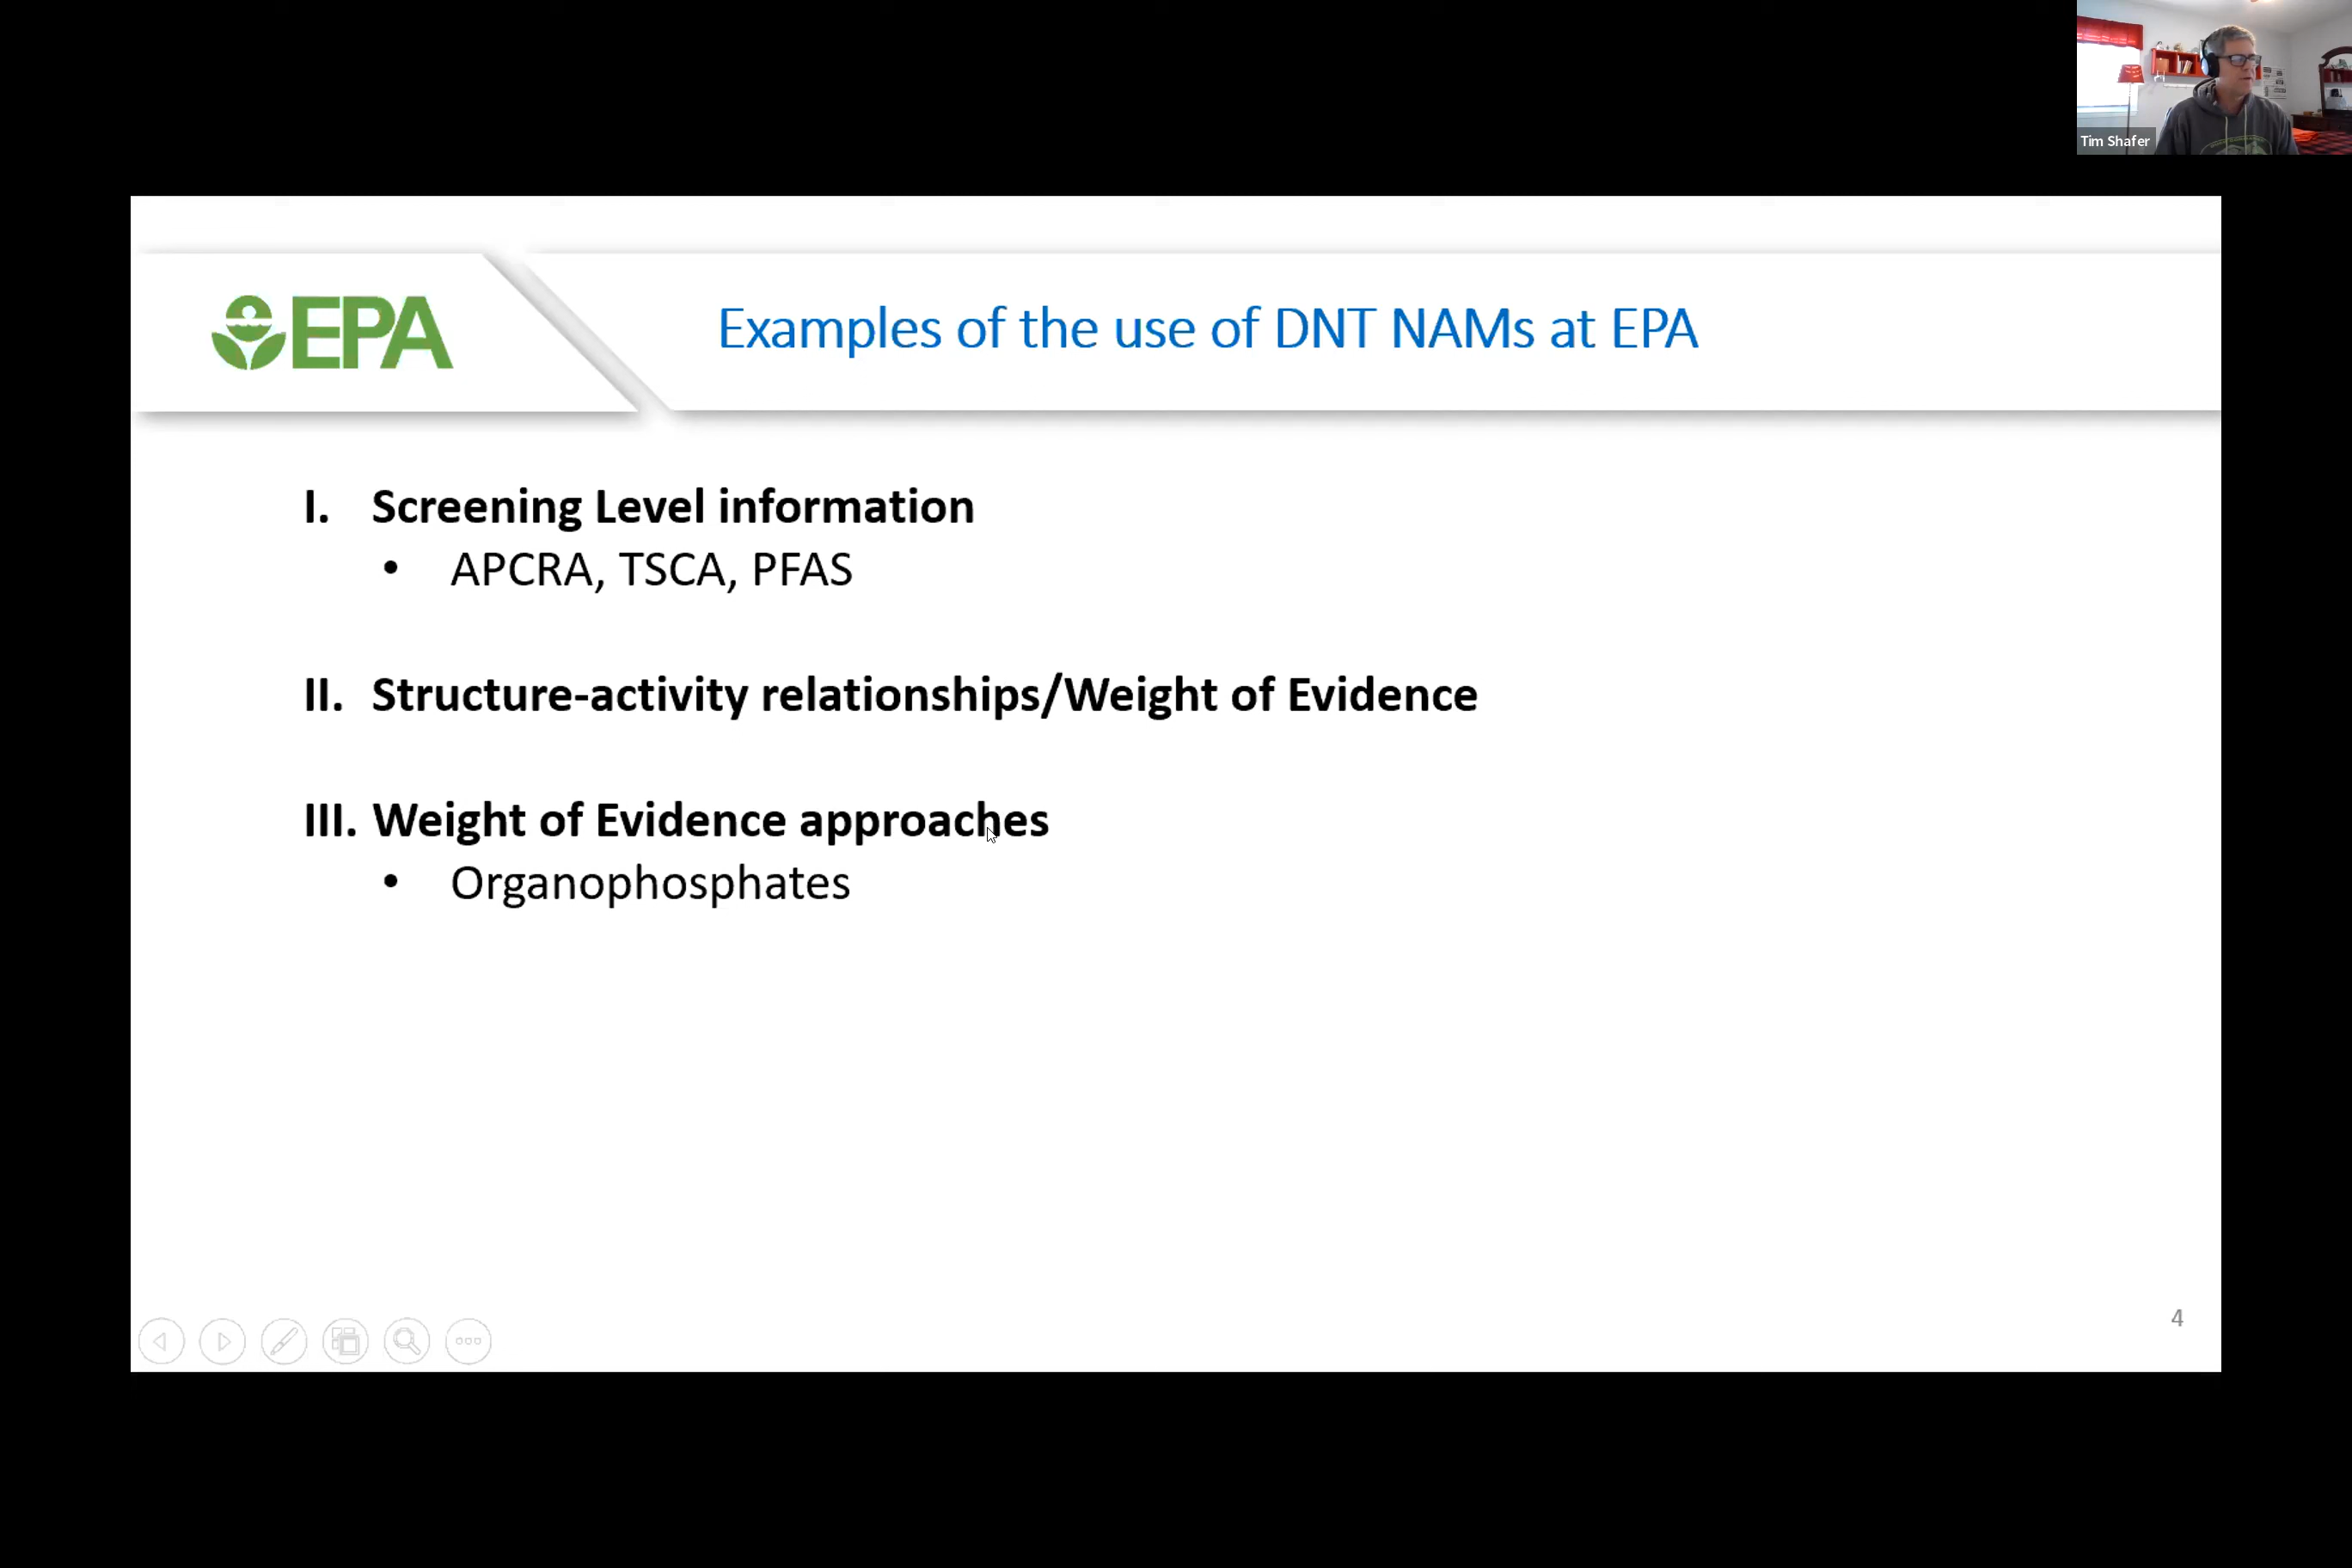 Tim Shafer
EPA
Examples of the use of DNT NAMs at EPA
I. Screening Level information
• APCRA, TSCA, PFAS
II. Structure-activity relationships/Weight of Evidence
III. Weight of Evidence approaches
• Organophosphates
4